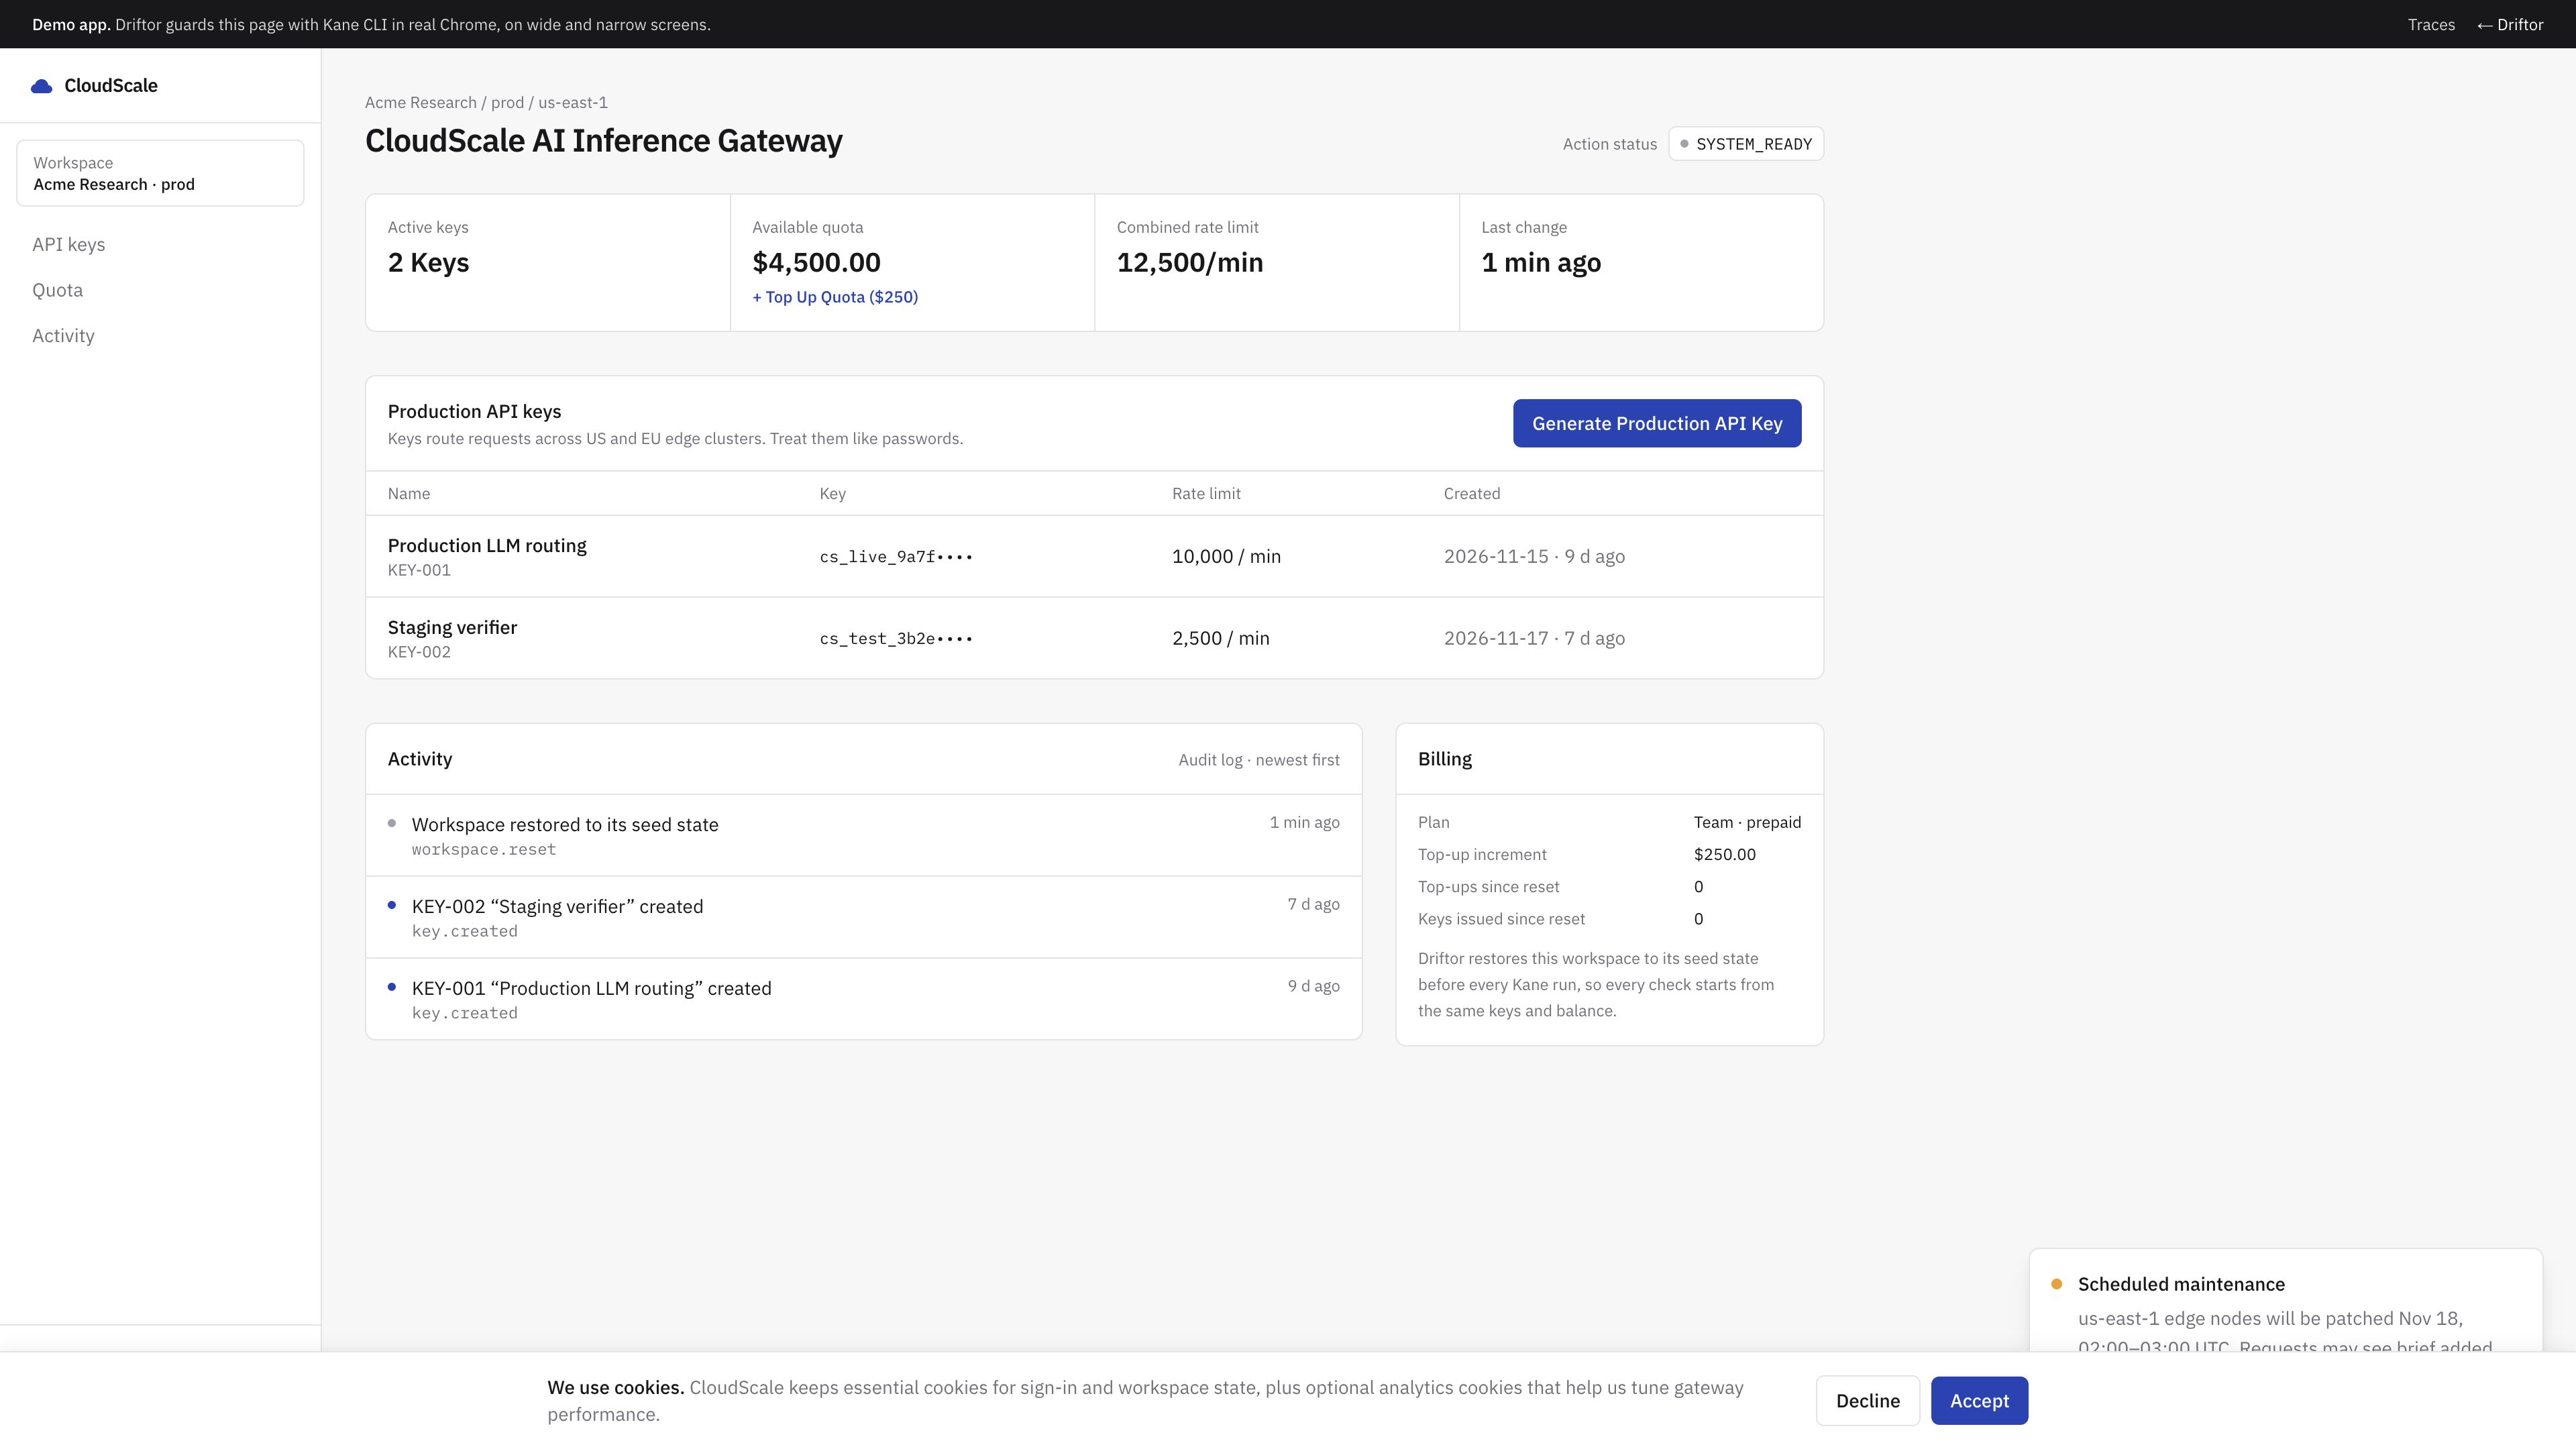 Demo app. Driftor guards this page with Kane CLI in real Chrome, on wide and narrow screens.
Traces
← Driftor
CloudScale
Workspace
Acme Research · prod
API keys
Quota
Activity
Acme Research / prod / us-east-1
CloudScale AI Inference Gateway
Action status
SYSTEM_READY
Active keys
2 Keys
Available quota
$4,500.00
+ Top Up Quota ($250)
Combined rate limit
12,500/min
Last change
1 min ago
Production API keys
Keys route requests across US and EU edge clusters. Treat them like passwords.
Generate Production API Key
Name Key Rate limit Created
Production LLM routing
KEY-001
cs_live_9a7f••••
10,000 / min
2026-11-15 · 9 d ago
Staging verifier
KEY-002
cs_test_3b2e••••
2,500 / min
2026-11-17 · 7 d ago
Activity
Audit log · newest first
Workspace restored to its seed state
workspace.reset
1 min ago
KEY-002 “Staging verifier” created
key.created
7 d ago
KEY-001 “Production LLM routing” created
key.created
9 d ago
Billing
Plan Team · prepaid
Top-up increment $250.00
Top-ups since reset 0
Keys issued since reset 0
Driftor restores this workspace to its seed state
before every Kane run, so every check starts from
the same keys and balance.
Scheduled maintenance
us-east-1 edge nodes will be patched Nov 18,
02:00–03:00 UTC. Requests may see brief added
We use cookies. CloudScale keeps essential cookies for sign-in and workspace state, plus optional analytics cookies that help us tune gateway
performance.
Decline
Accept